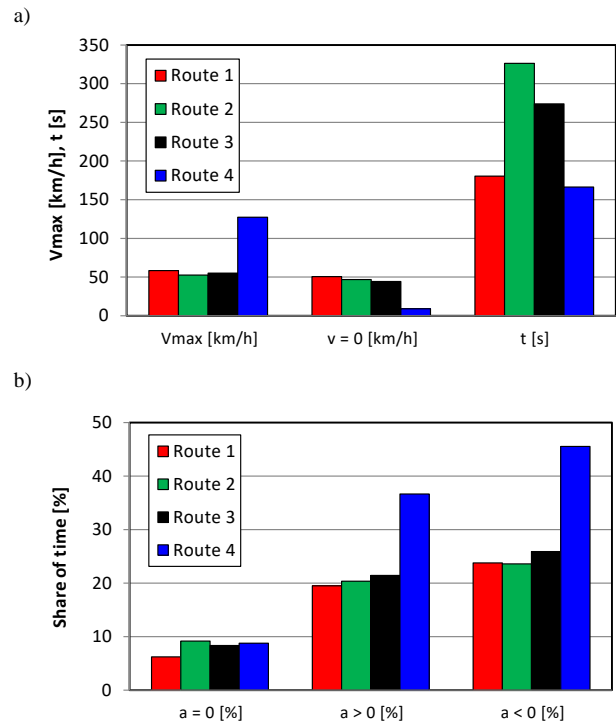 a)
Vmax [km/h], t [s]
350
300
250
200
150
100
50
0
Route 1
Route 2
Route 3
Route 4
Vmax [km/h]
v = 0 [km/h]
t [s]
b)
Share of time [%]
50
40
30
20
10
0
Route 1
Route 2
Route 3
Route 4
a = 0 [%]
a > 0 [%]
a < 0 [%]